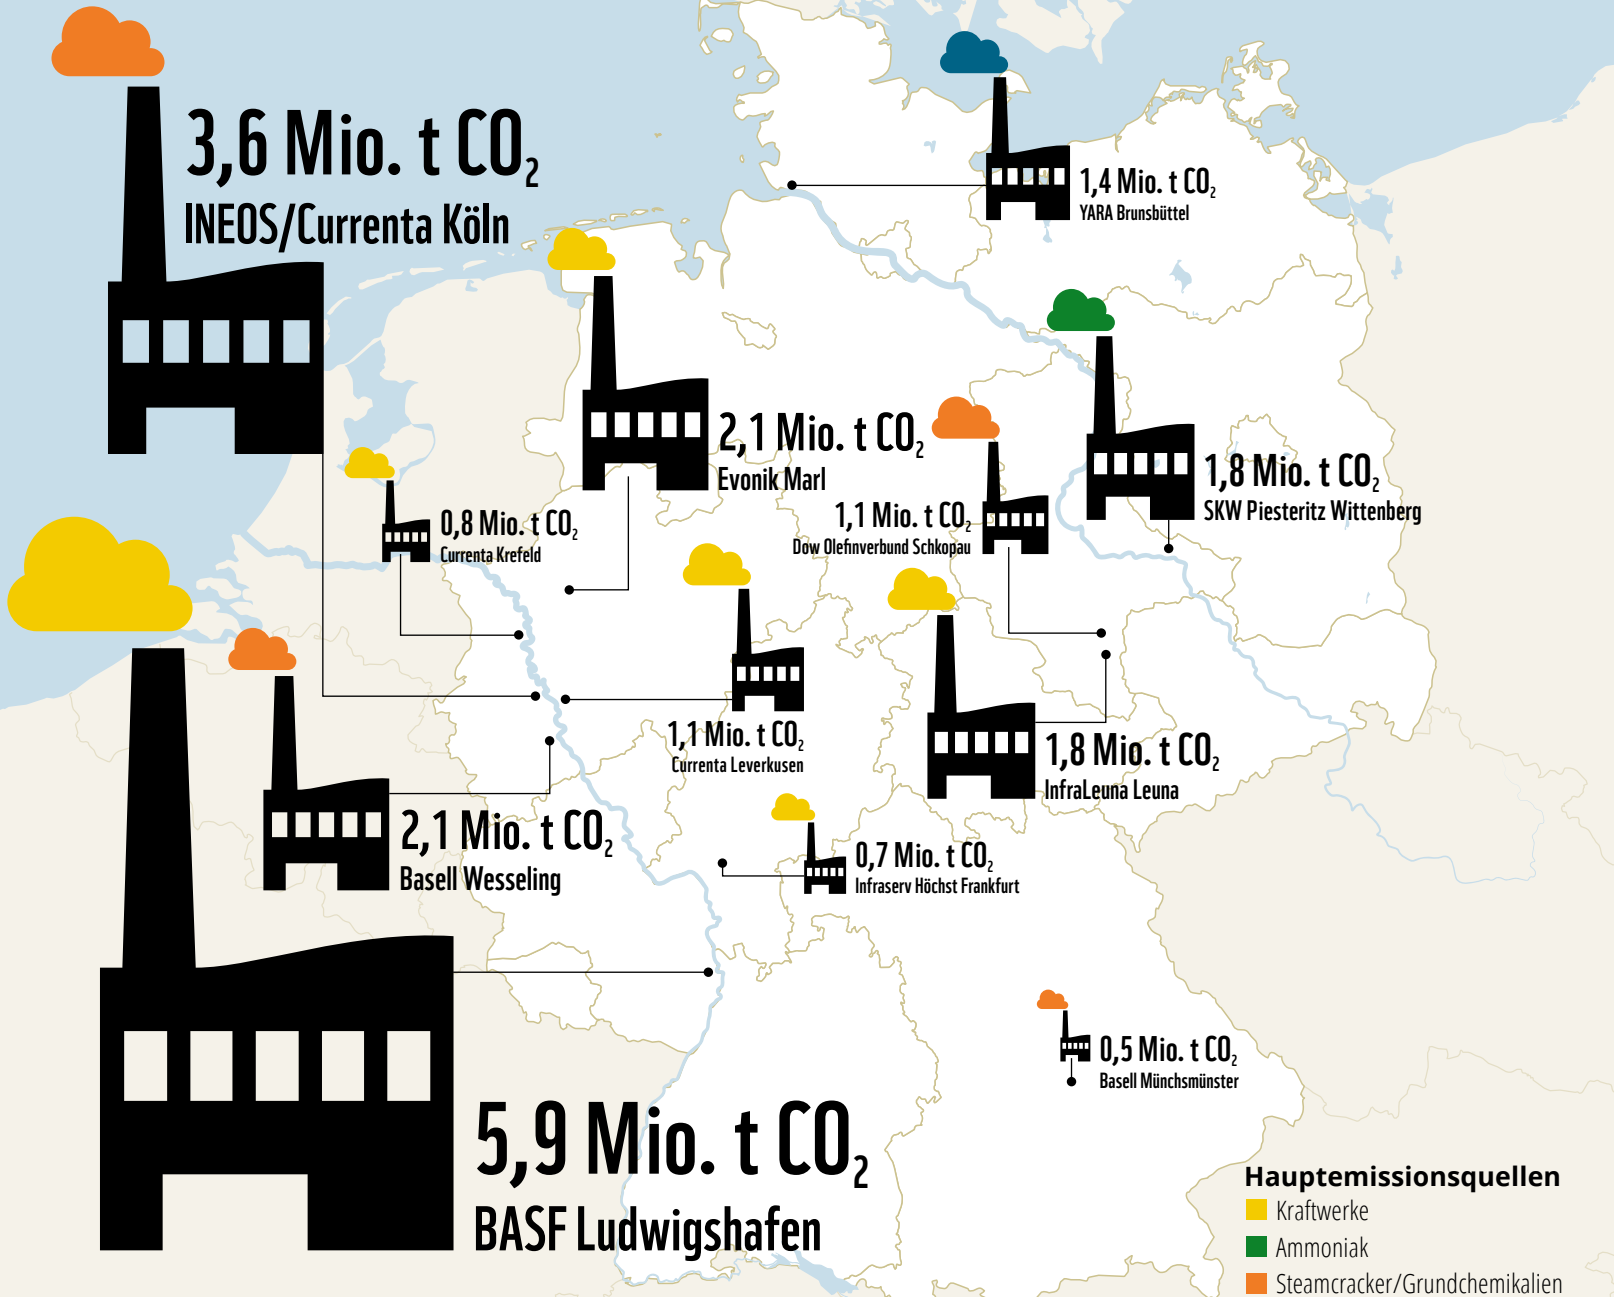 3,6 Mio. t CO₂
INEOS/Currenta Köln
1,4 Mio. t CO₂
YARA Brunsbüttel
2,1 Mio. t CO₂
Evonik Marl
1,8 Mio. t CO₂
SKW Piesteritz Wittenberg
0,8 Mio. t CO₂
Currenta Krefeld
1,1 Mio. t CO₂
Dow Olefinverbund Schkopau
1,1 Mio. t CO₂
Currenta Leverkusen
1,8 Mio. t CO₂
InfraLeuna Leuna
2,1 Mio. t CO₂
Basell Wesseling
0,7 Mio. t CO₂
Infraserv Höchst Frankfurt
0,5 Mio. t CO₂
Basell Münchsmünster
5,9 Mio. t CO₂
BASF Ludwigshafen
Hauptemissionsquellen
Kraftwerke
Ammoniak
Steamcracker/Grundchemikalien